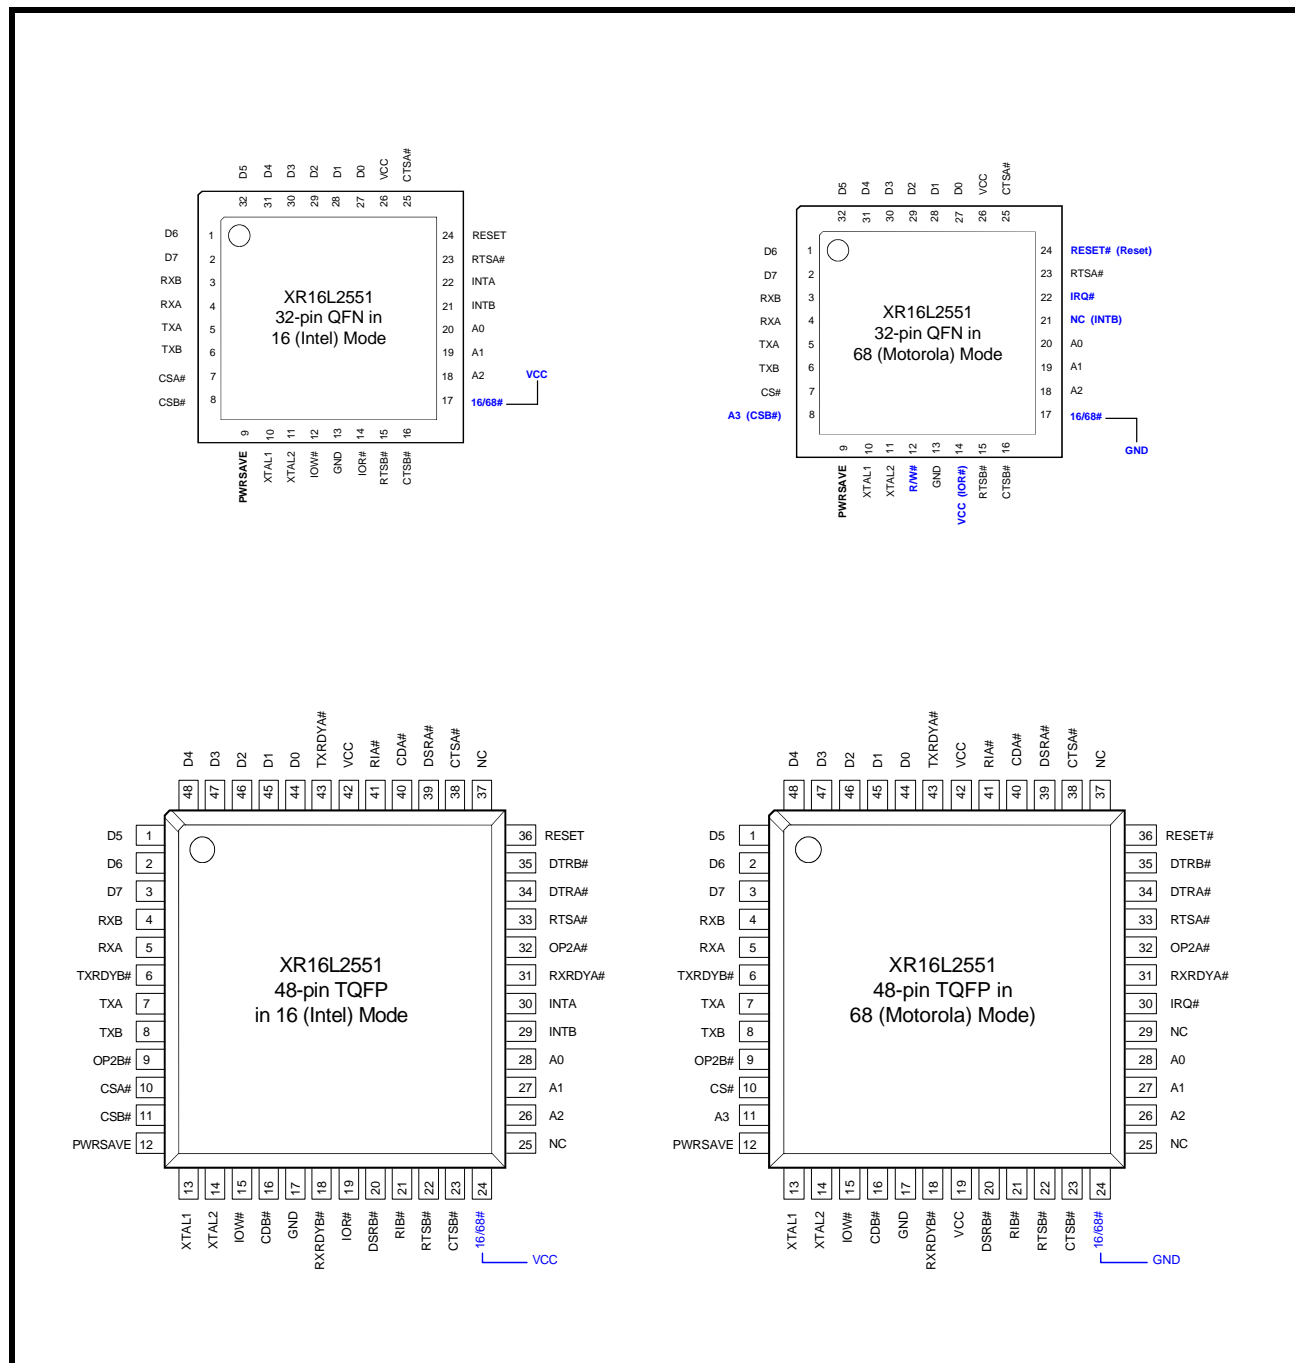 D5 D4 D3 D2 D1 D0 VCC CTSA#
32 31 30 29 28 27 26 25
D6 1
D7 2
RXB 3
RXA 4
TXA 5
TXB 6
CSA# 7
CSB# 8
XR16L2551
32-pin QFN in
16 (Intel) Mode
24 RESET
23 RTSA#
22 INTA
21 INTB
20 A0
19 A1
18 A2
17 16/68#
VCC
9 10 11 12 13 14 15 16
PWRSAVE XTAL1 XTAL2 IOW# GND IOR# RTSB# CTSB#
D5 D4 D3 D2 D1 D0 VCC CTSA#
32 31 30 29 28 27 26 25
D6 1
D7 2
RXB 3
RXA 4
TXA 5
TXB 6
CS# 7
A3 (CSB#) 8
XR16L2551
32-pin QFN in
68 (Motorola) Mode
24 RESET# (Reset)
23 RTSA#
22 IRQ#
21 NC (INTB)
20 A0
19 A1
18 A2
17 16/68#
GND
9 10 11 12 13 14 15 16
PWRSAVE XTAL1 XTAL2 R/W# GND VCC (IOR#) RTSB# CTSB#
D4 D3 D2 D1 D0 TXRDYA# VCC RIA# CDA# DSRA# CTSA# NC
48 47 46 45 44 43 42 41 40 39 38 37
D5 1
D6 2
D7 3
RXB 4
RXA 5
TXRDYB# 6
TXA 7
TXB 8
OP2B# 9
CSA# 10
CSB# 11
PWRSAVE 12
XR16L2551
48-pin TQFP
in 16 (Intel) Mode
36 RESET
35 DTRB#
34 DTRA#
33 RTSA#
32 OP2A#
31 RXRDYA#
30 INTA
29 INTB
28 A0
27 A1
26 A2
25 NC
13 14 15 16 17 18 19 20 21 22 23 24
XTAL1 XTAL2 IOW# CDB# GND RXRDYB# IOR# DSRB# RIB# RTSB# CTSB# 16/68#
VCC
D4 D3 D2 D1 D0 TXRDYA# VCC RIA# CDA# DSRA# CTSA# NC
48 47 46 45 44 43 42 41 40 39 38 37
D5 1
D6 2
D7 3
RXB 4
RXA 5
TXRDYB# 6
TXA 7
TXB 8
OP2B# 9
CS# 10
A3 11
PWRSAVE 12
XR16L2551
48-pin TQFP in
68 (Motorola) Mode)
36 RESET#
35 DTRB#
34 DTRA#
33 RTSA#
32 OP2A#
31 RXRDYA#
30 IRQ#
29 NC
28 A0
27 A1
26 A2
25 NC
13 14 15 16 17 18 19 20 21 22 23 24
XTAL1 XTAL2 IOW# CDB# GND RXRDYB# VCC DSRB# RIB# RTSB# CTSB# 16/68#
GND